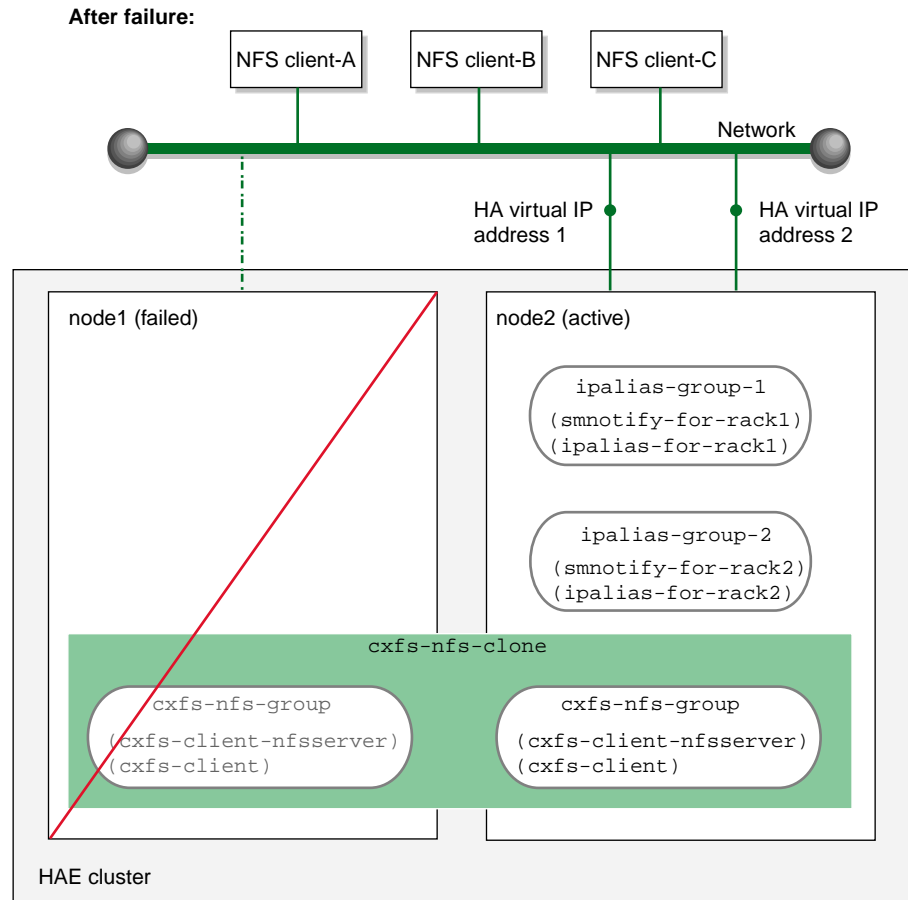 After failure:
NFS client-A
NFS client-B
NFS client-C
Network
HA virtual IP
address 1
HA virtual IP
address 2
node1 (failed)
node2 (active)
ipalias-group-1
(smnotify-for-rack1)
(ipalias-for-rack1)
ipalias-group-2
(smnotify-for-rack2)
(ipalias-for-rack2)
cxfs-nfs-clone
cxfs-nfs-group
(cxfs-client-nfsserver)
(cxfs-client)
cxfs-nfs-group
(cxfs-client-nfsserver)
(cxfs-client)
HAE cluster